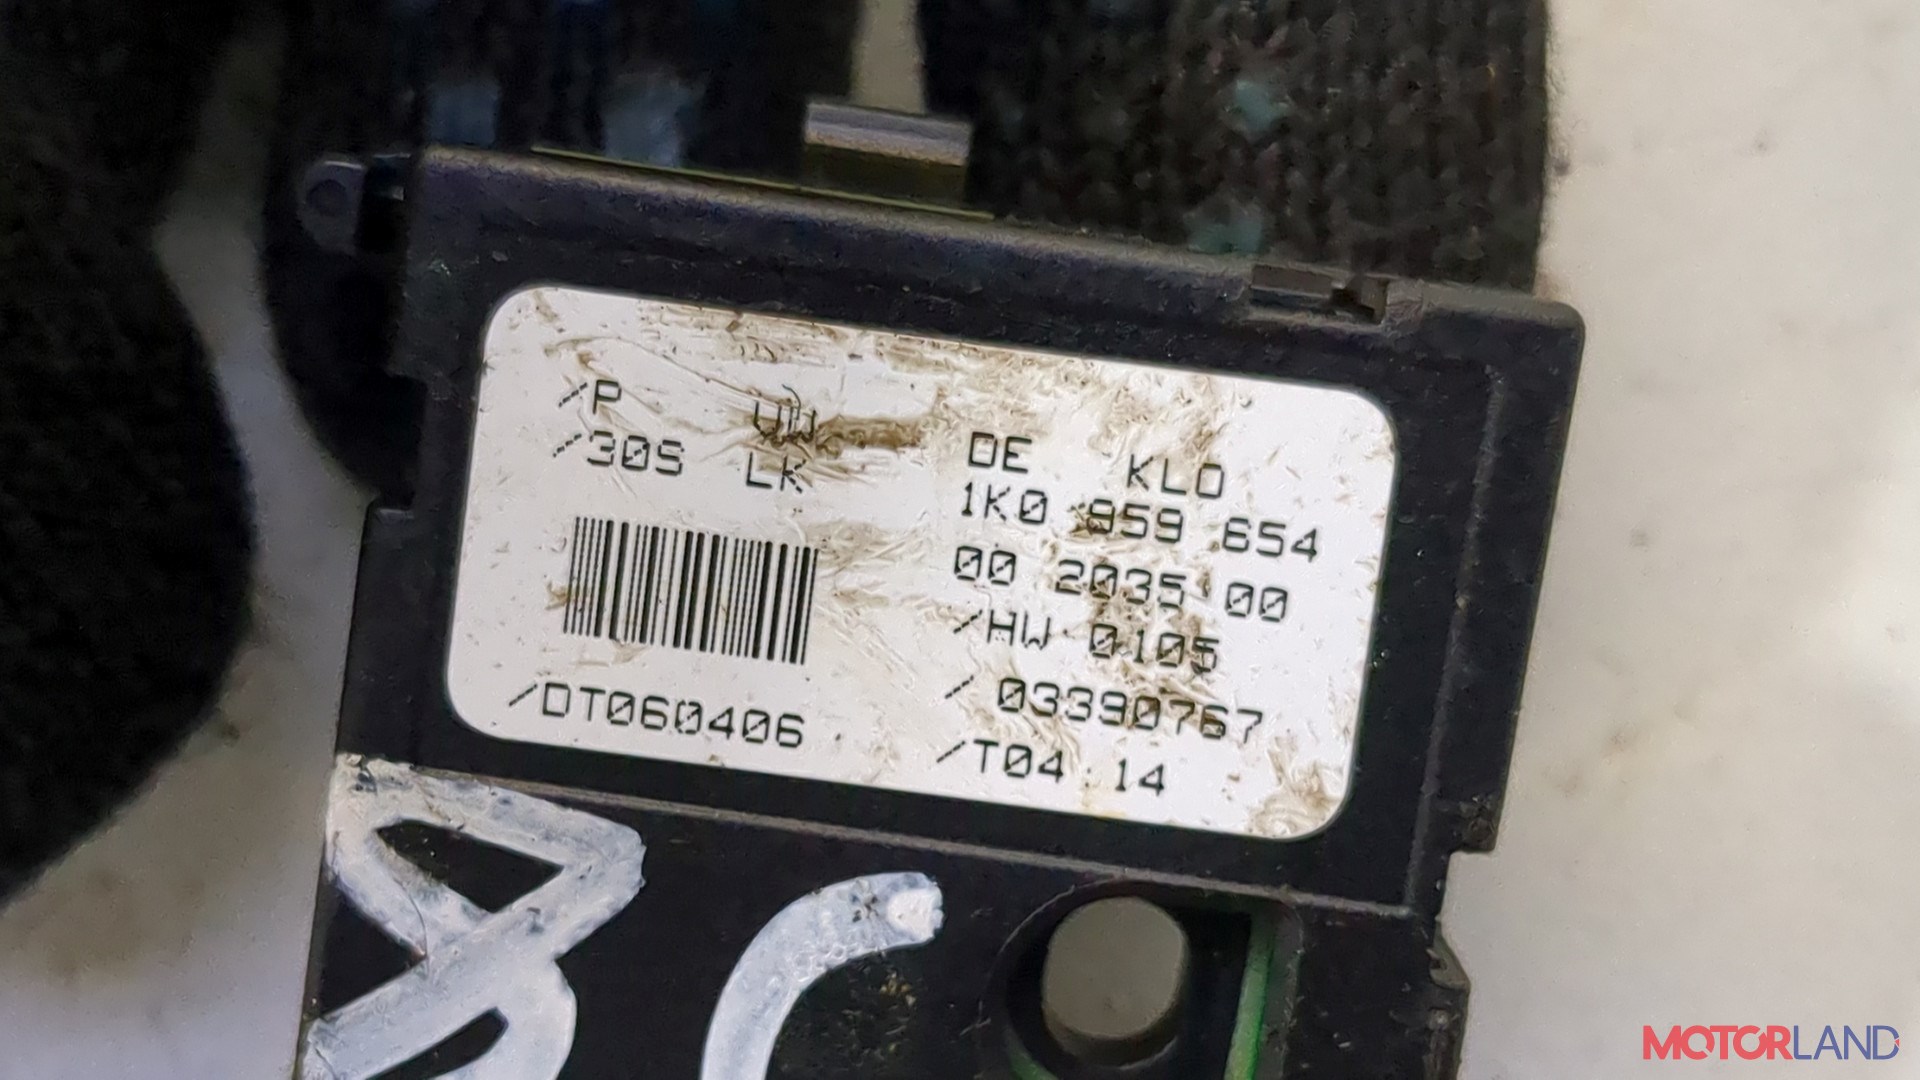 /P VW DE KLO
/30S LK 1K0 959 654
00 2035 00
/HW 0105
/DT060406 / 03390767
/T04 14
MOTORLAND